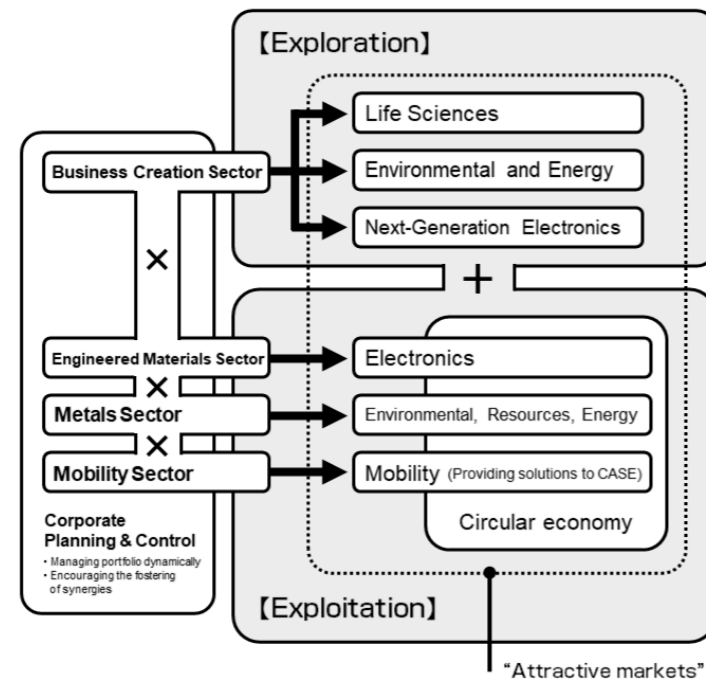 【Exploration】
Life Sciences
Business Creation Sector
Environmental and Energy
Next-Generation Electronics
×
+
Engineered Materials Sector
Electronics
×
Metals Sector
Environmental, Resources, Energy
×
Mobility Sector
Mobility (Providing solutions to CASE)
Circular economy
Corporate
Planning & Control
・Managing portfolio dynamically
・Encouraging the fostering
of synergies
【Exploitation】
“Attractive markets”